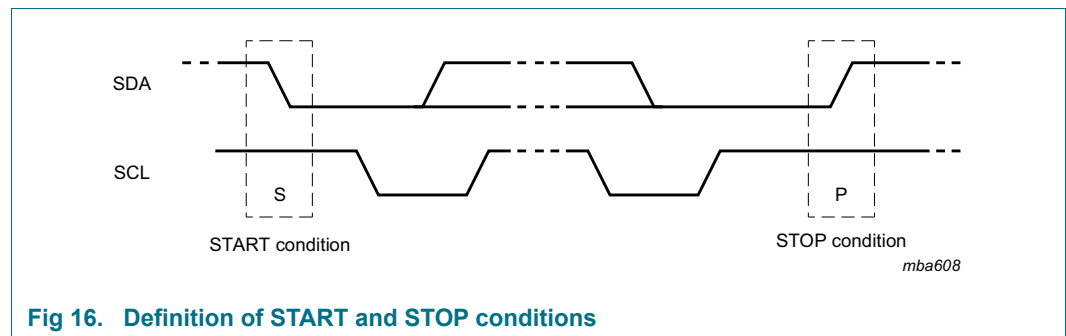 SDA
SCL
S
P
START condition
STOP condition
mba608
Fig 16. Definition of START and STOP conditions